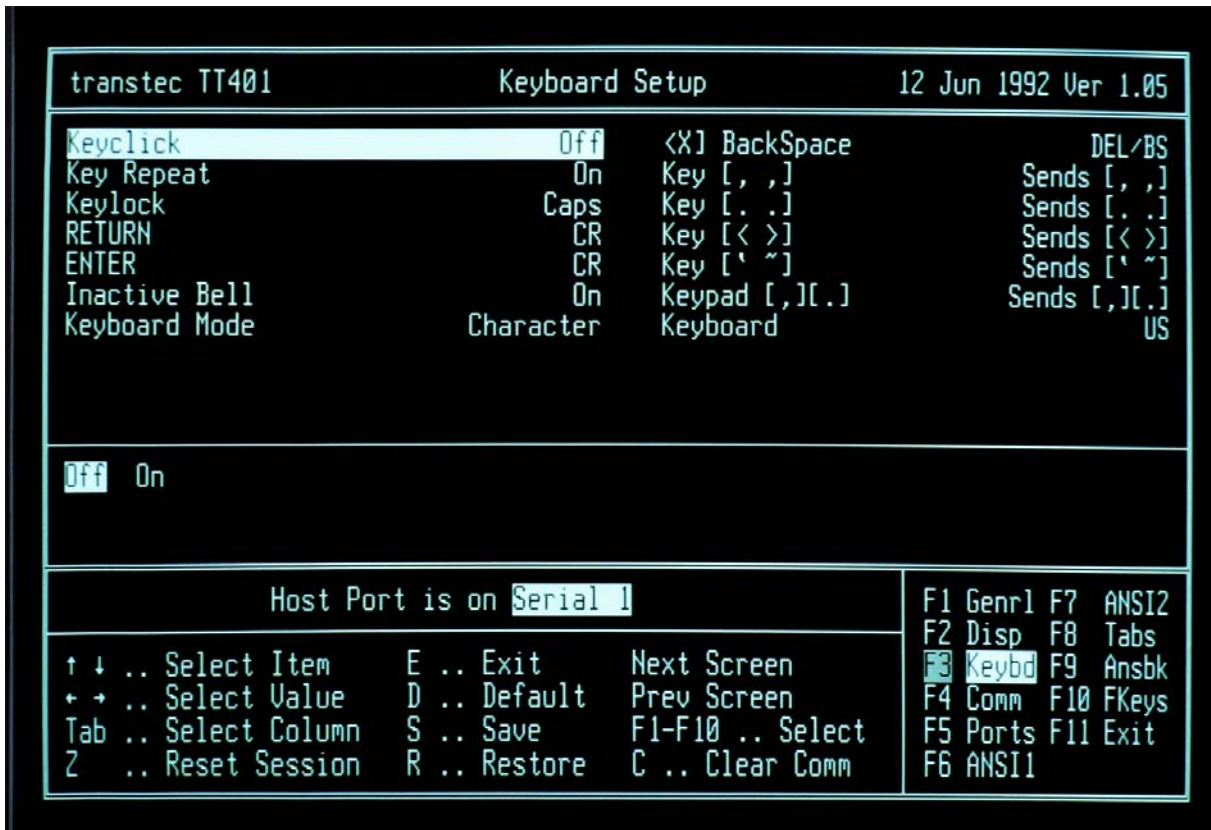 transtec TT401 Keyboard Setup 12 Jun 1992 Ver 1.05
Keyclick Off <X] BackSpace DEL/BS
Key Repeat On Key [, ,] Sends [, ,]
Keylock Caps Key [. .] Sends [. .]
RETURN CR Key [< >] Sends [< >]
ENTER CR Key [` ~] Sends [` ~]
Inactive Bell On Keypad [,][.] Sends [,][.]
Keyboard Mode Character Keyboard US
Off On
Host Port is on Serial 1
↑ ↓ .. Select Item E .. Exit Next Screen
← → .. Select Value D .. Default Prev Screen
Tab .. Select Column S .. Save F1-F10 .. Select
Z .. Reset Session R .. Restore C .. Clear Comm
F1 Genrl F7 ANSI2
F2 Disp F8 Tabs
F3 Keybd F9 Ansbk
F4 Comm F10 FKeys
F5 Ports F11 Exit
F6 ANSI1